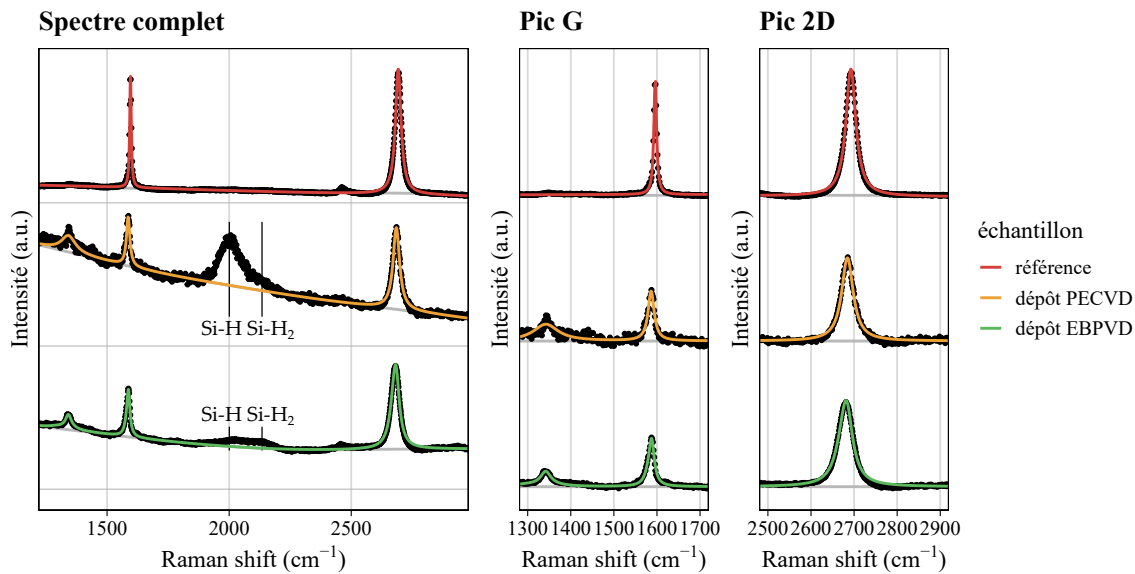 Spectre complet
Pic G
Pic 2D
Intensité (a.u.)
Si-H Si-H₂
Si-H Si-H₂
1500 2000 2500
Raman shift (cm⁻¹)
Intensité (a.u.)
1300 1400 1500 1600 1700
Raman shift (cm⁻¹)
Intensité (a.u.)
2500 2600 2700 2800 2900
Raman shift (cm⁻¹)
échantillon
référence
dépôt PECVD
dépôt EBPVD